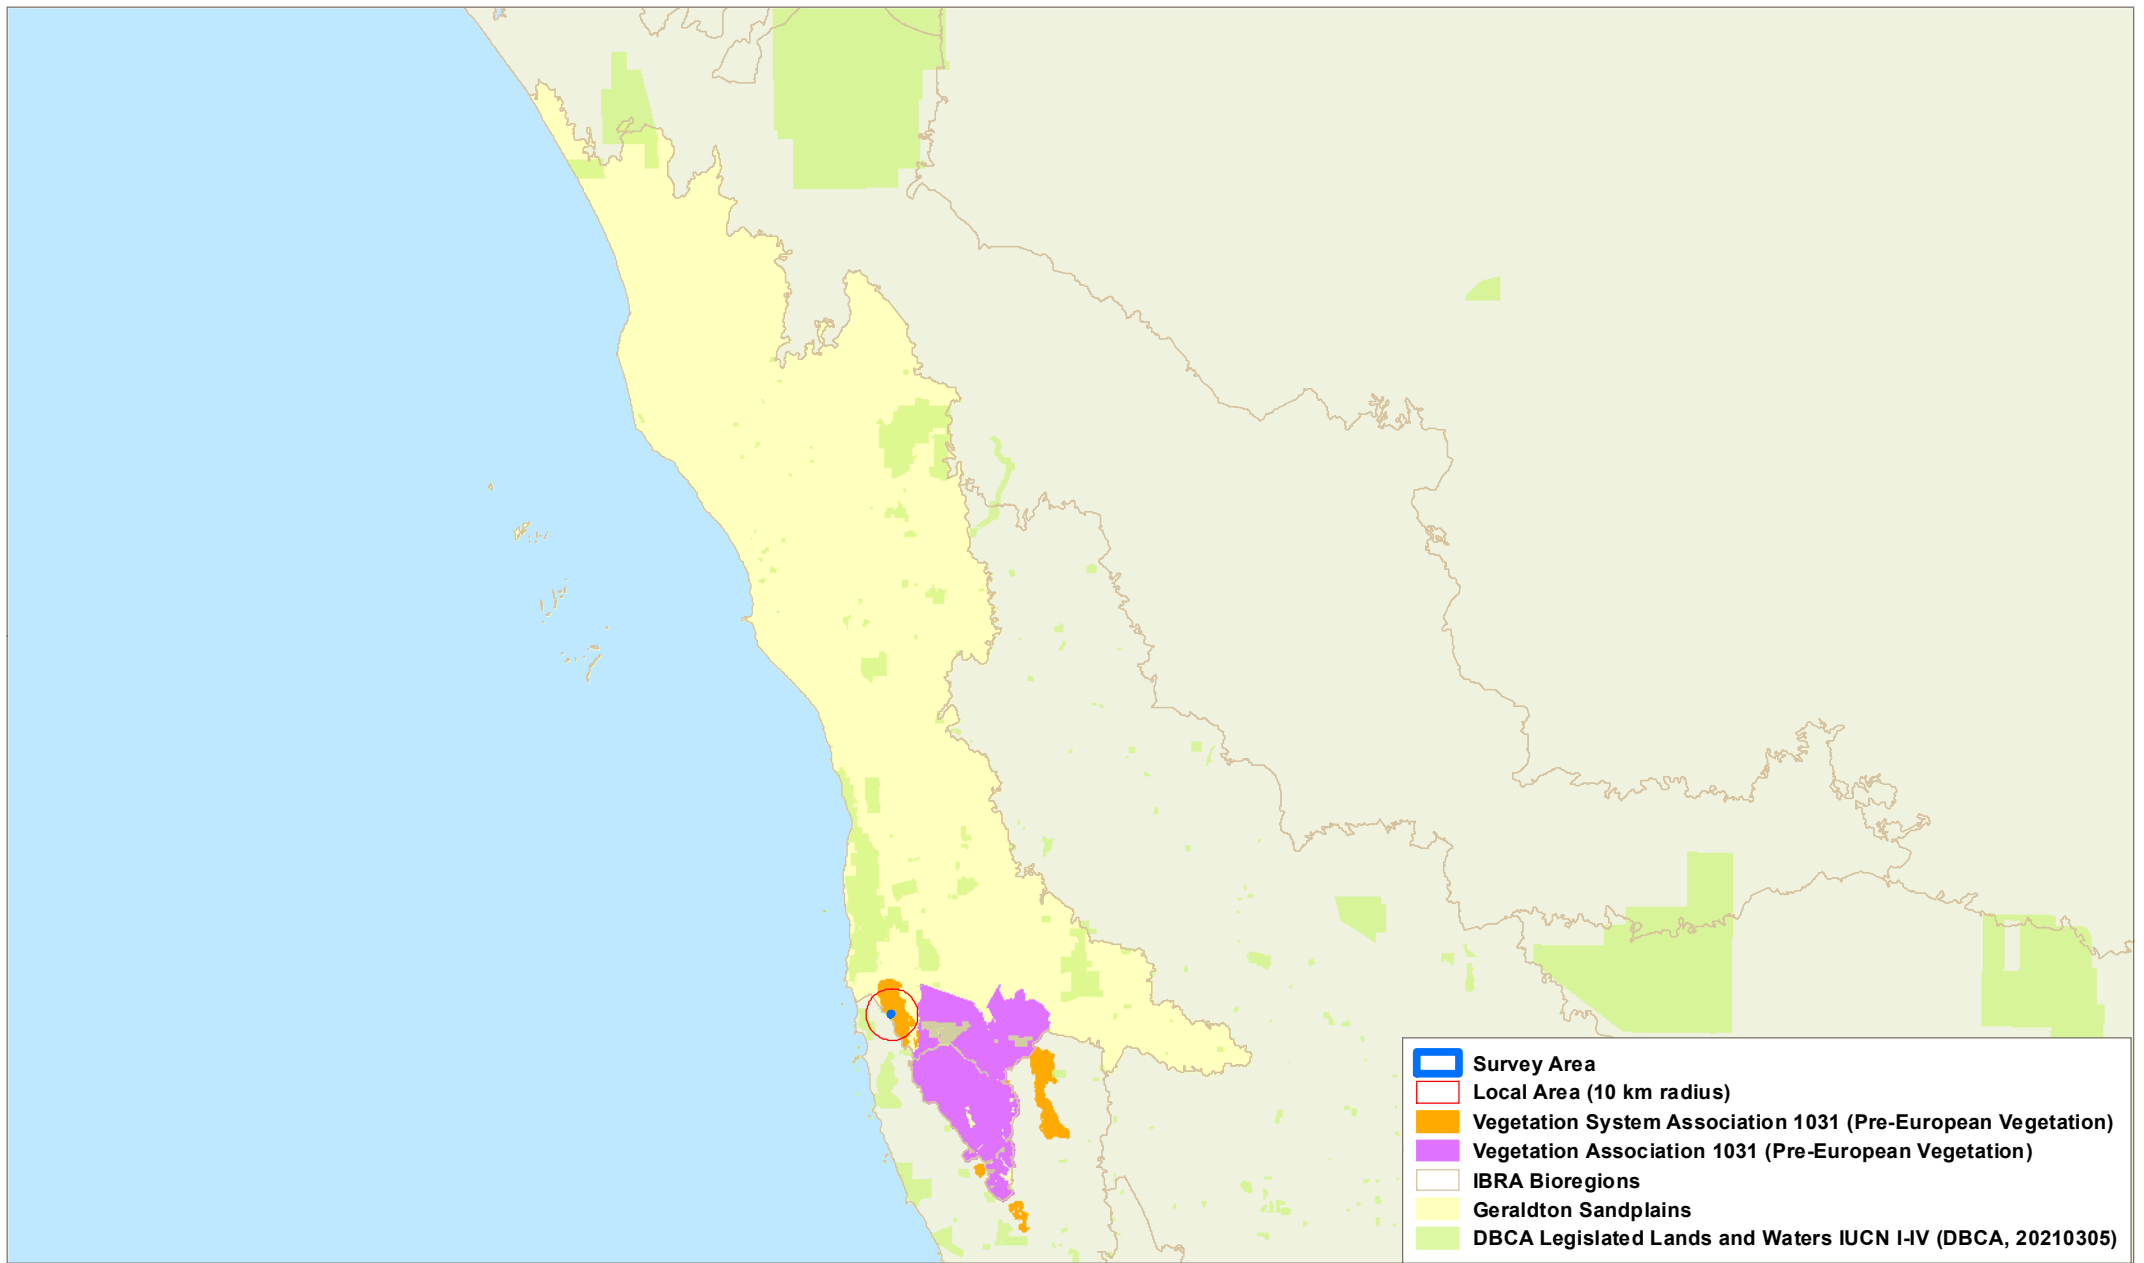 Survey Area
Local Area (10 km radius)
Vegetation System Association 1031 (Pre-European Vegetation)
Vegetation Association 1031 (Pre-European Vegetation)
IBRA Bioregions
Geraldton Sandplains
DBCA Legislated Lands and Waters IUCN I-IV (DBCA, 20210305)